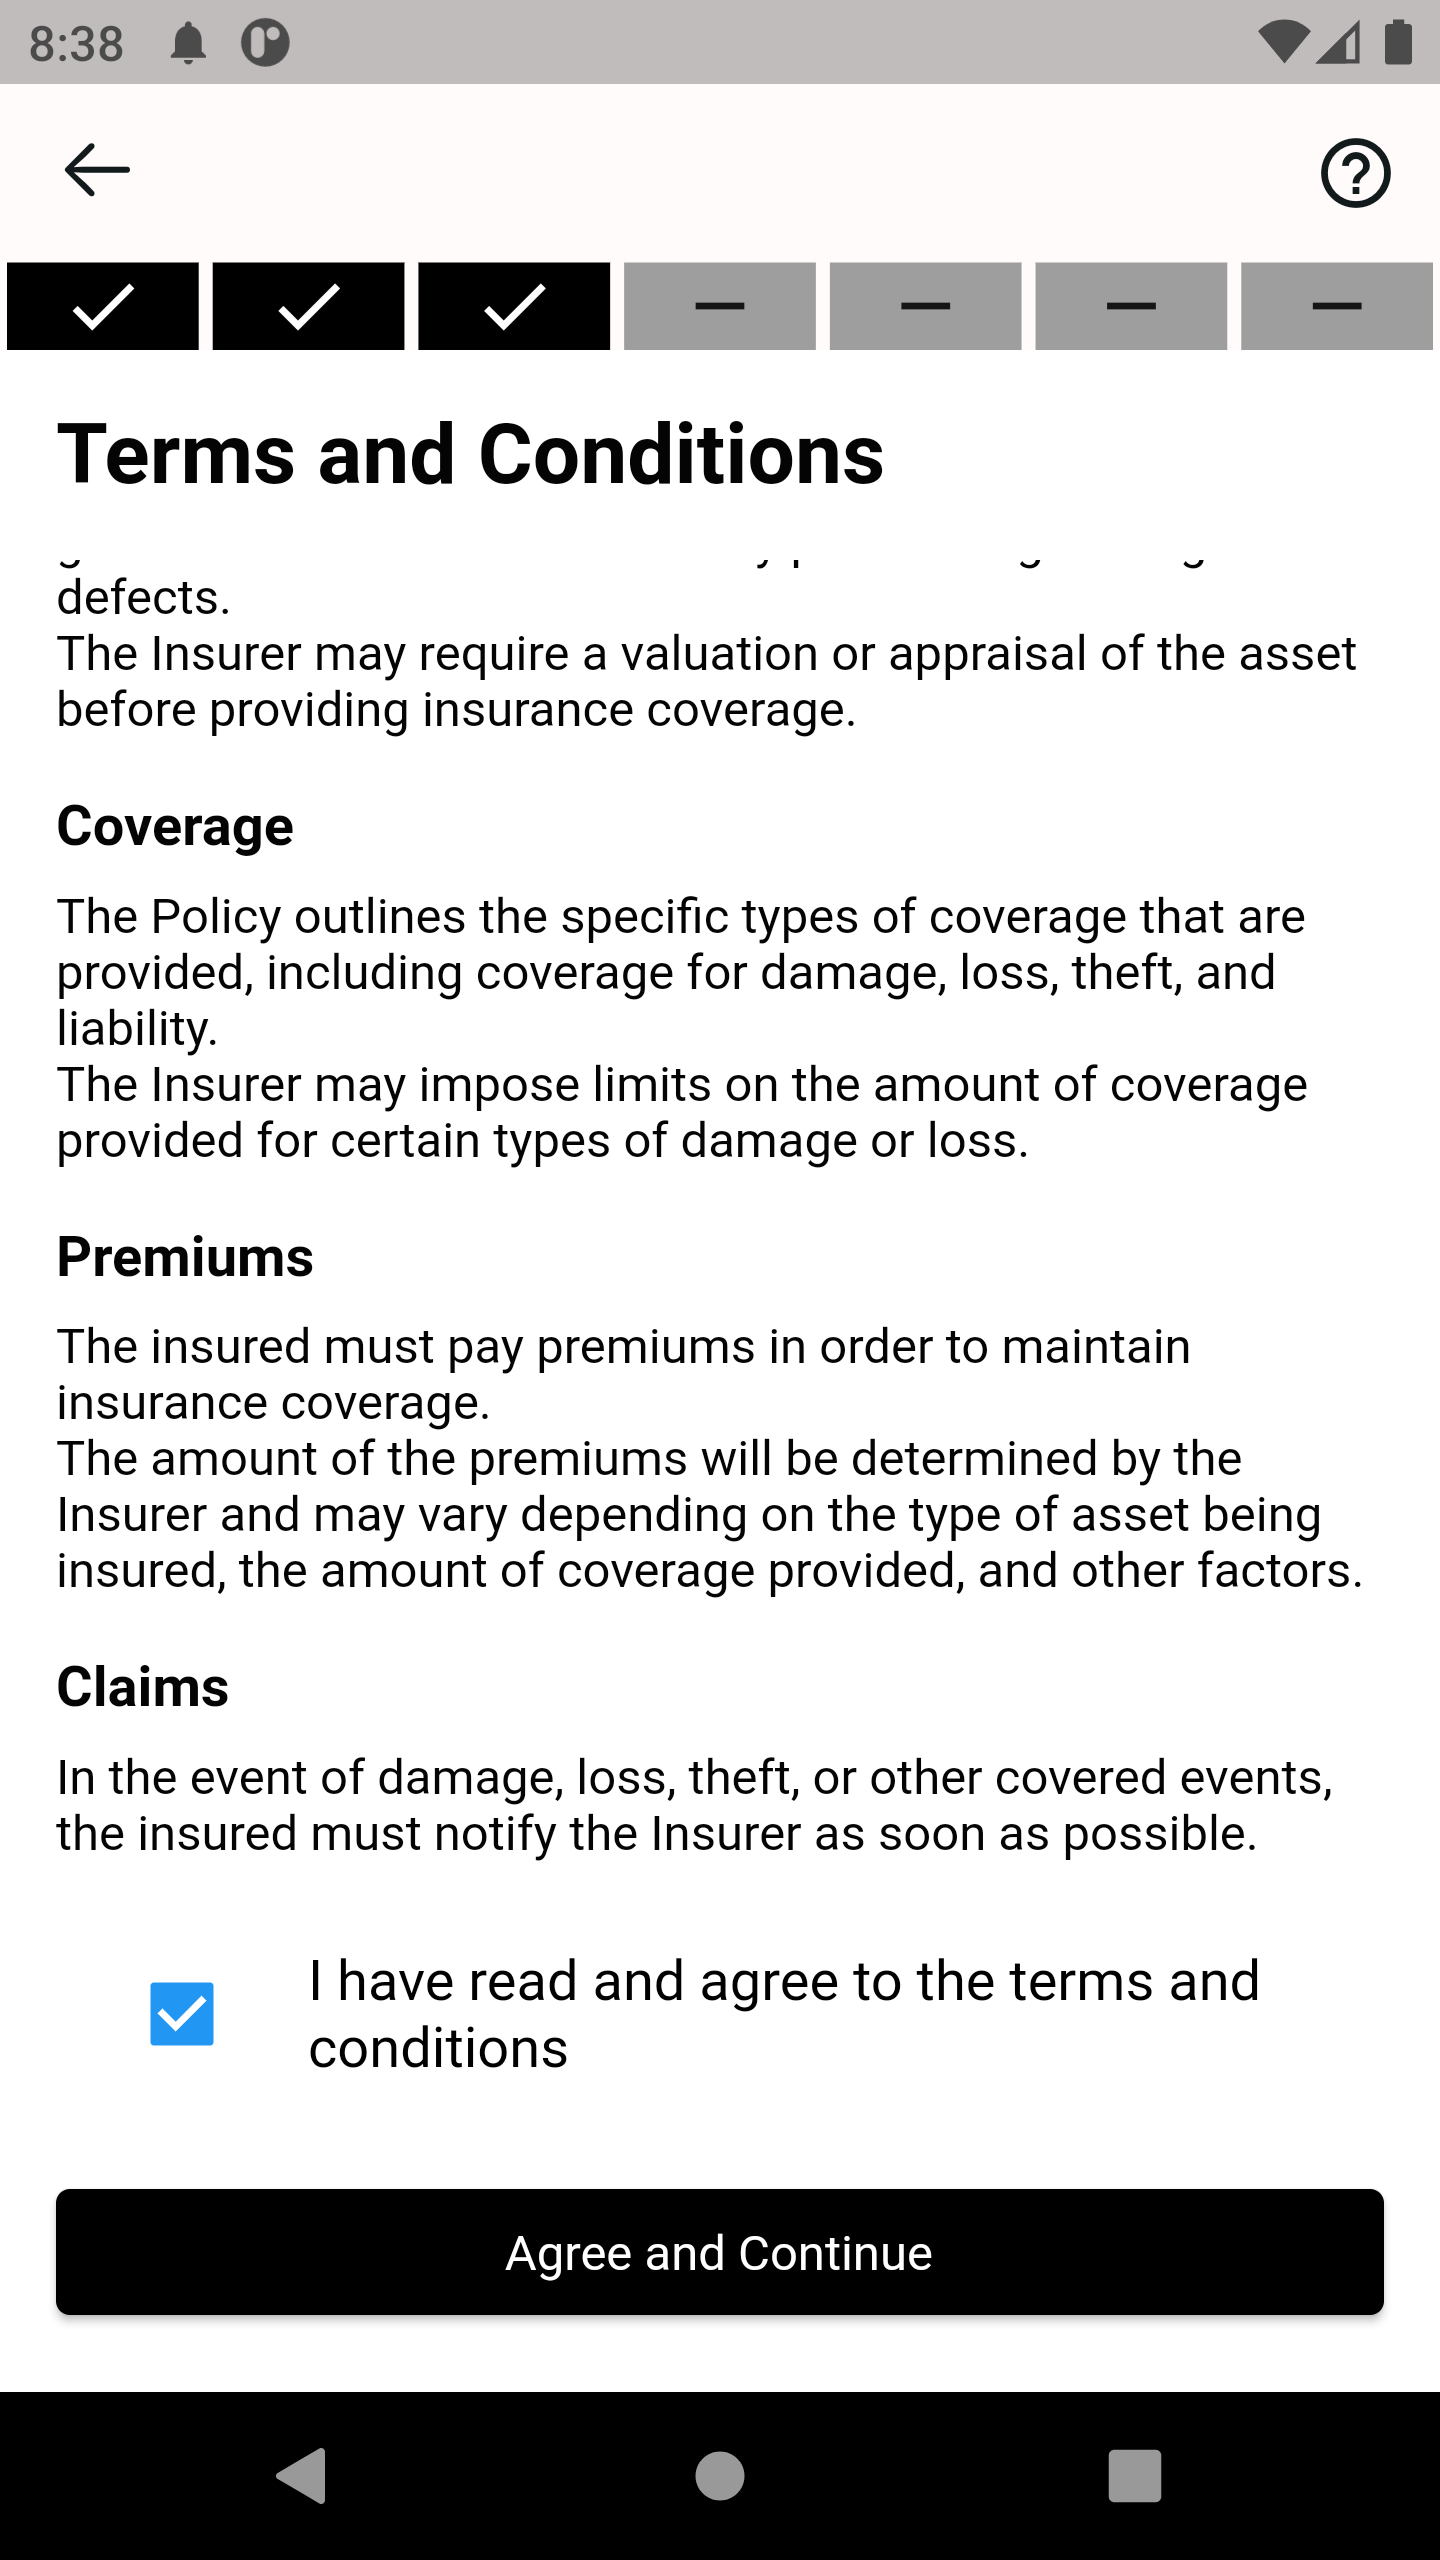 8:38
Terms and Conditions
defects.
The Insurer may require a valuation or appraisal of the asset
before providing insurance coverage.
Coverage
The Policy outlines the specific types of coverage that are
provided, including coverage for damage, loss, theft, and
liability.
The Insurer may impose limits on the amount of coverage
provided for certain types of damage or loss.
Premiums
The insured must pay premiums in order to maintain
insurance coverage.
The amount of the premiums will be determined by the
Insurer and may vary depending on the type of asset being
insured, the amount of coverage provided, and other factors.
Claims
In the event of damage, loss, theft, or other covered events,
the insured must notify the Insurer as soon as possible.
I have read and agree to the terms and
conditions
Agree and Continue